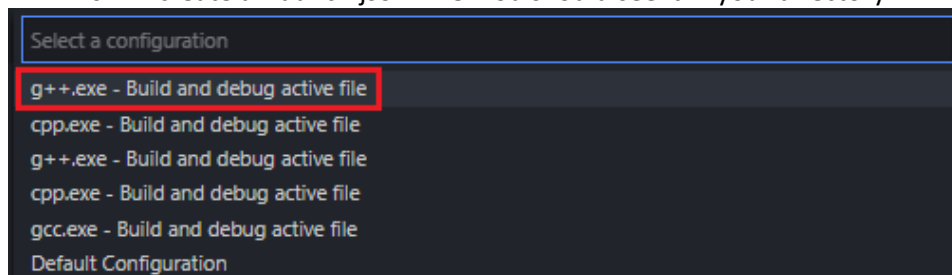 Select a configuration
g++.exe - Build and debug active file
cpp.exe - Build and debug active file
g++.exe - Build and debug active file
cpp.exe - Build and debug active file
gcc.exe - Build and debug active file
Default Configuration